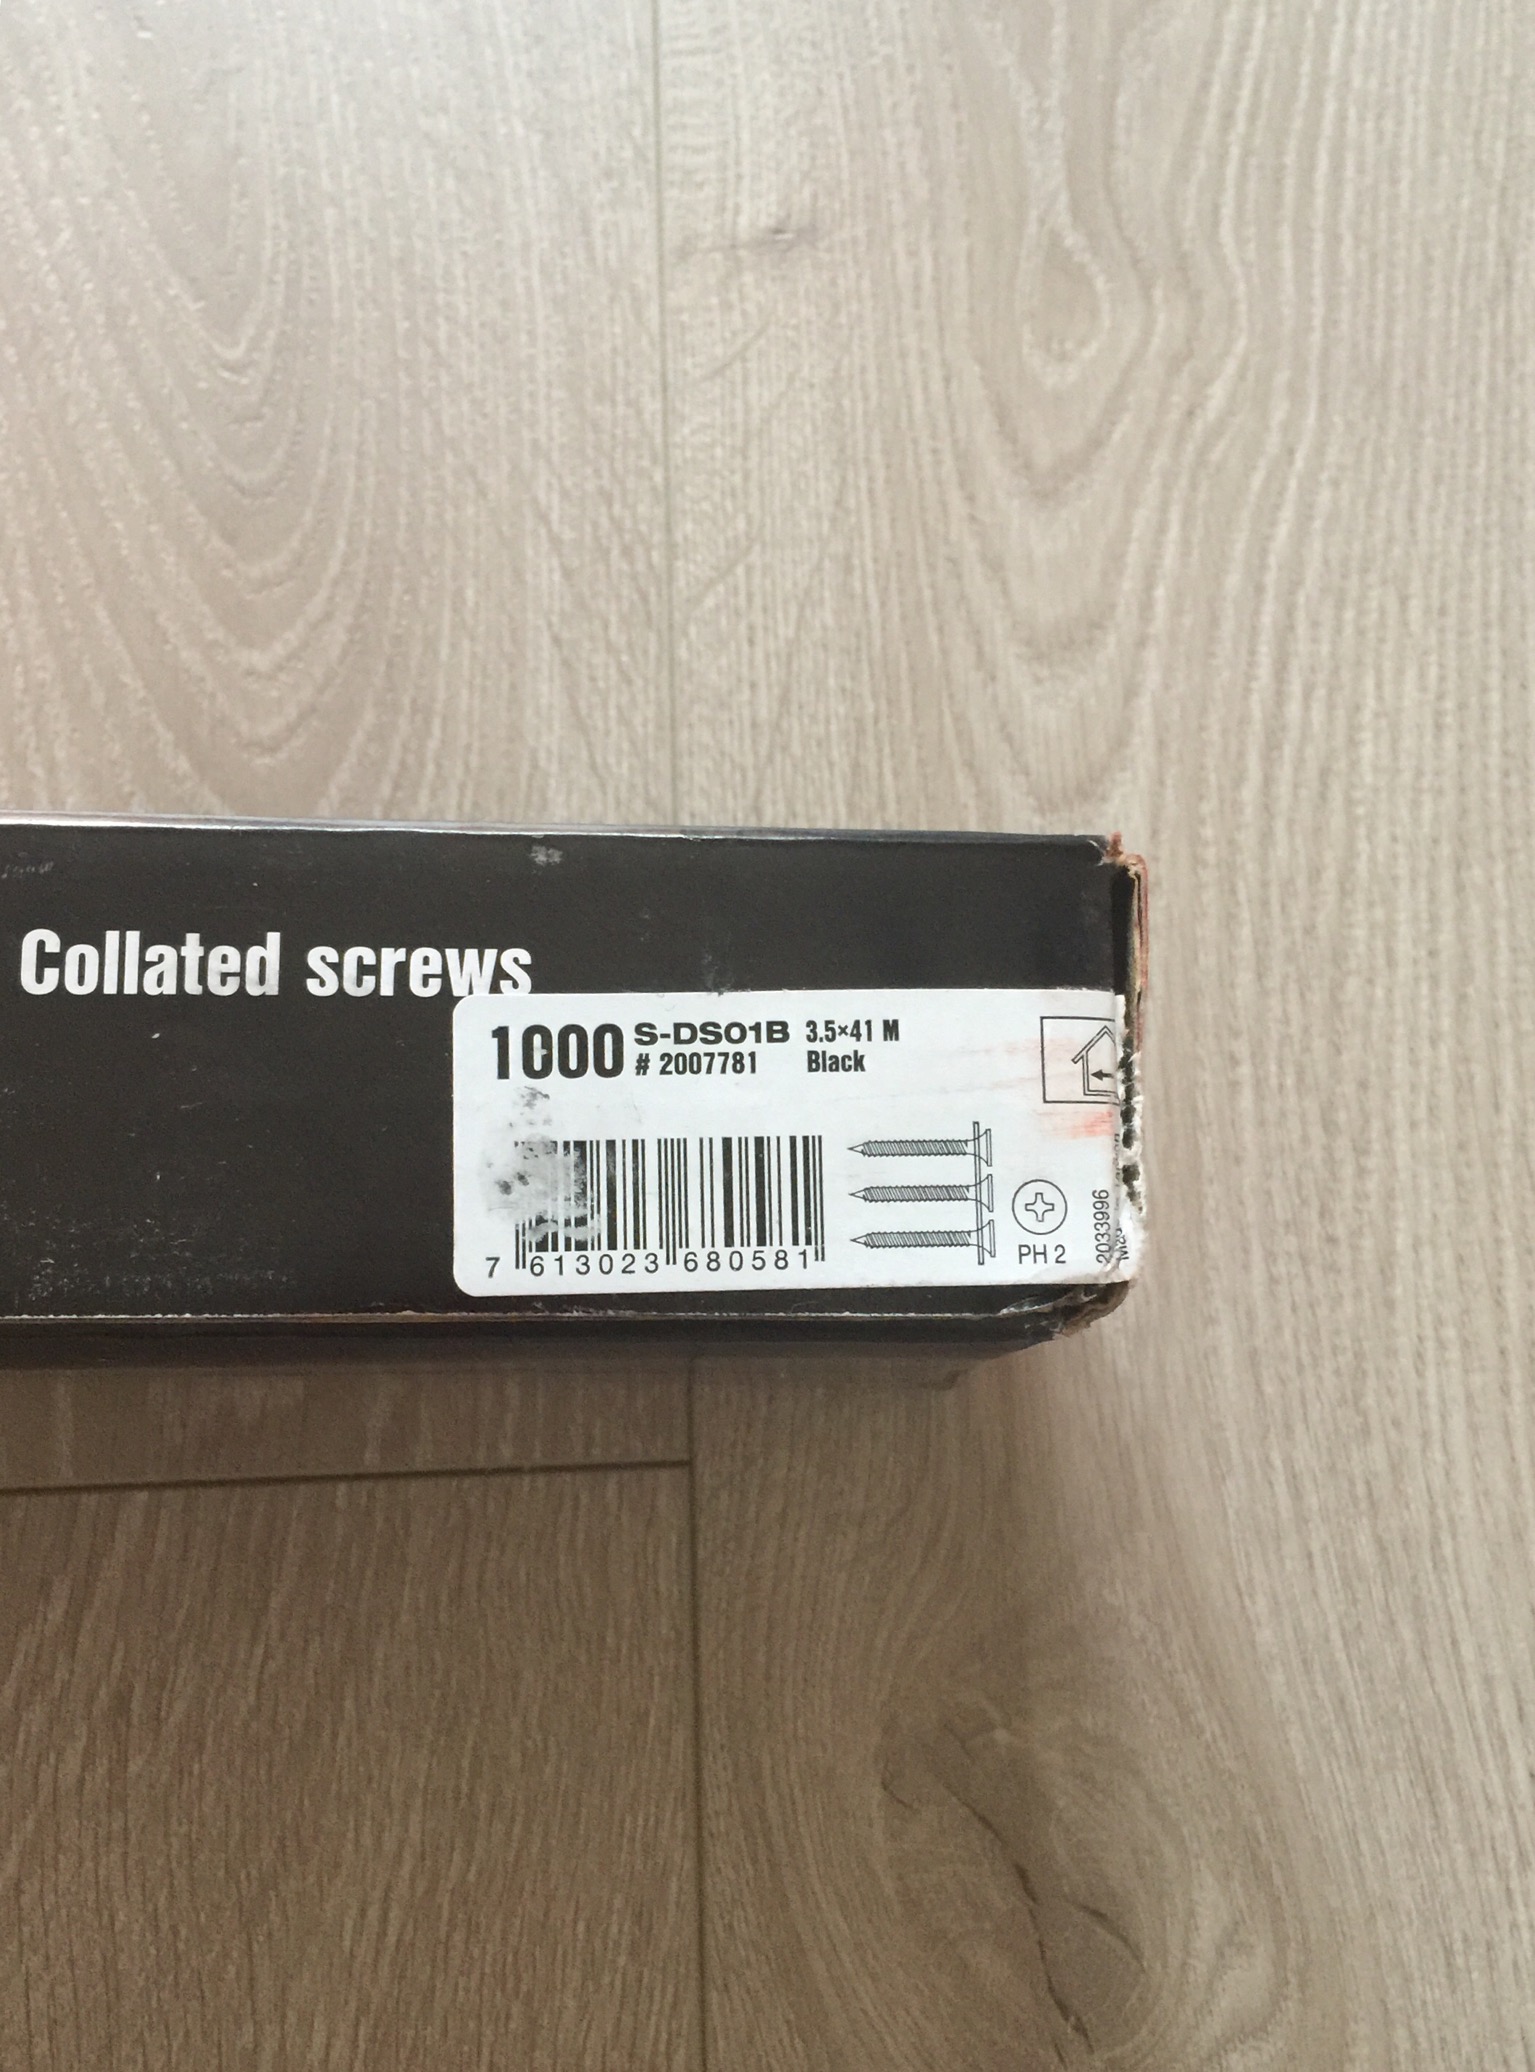 Collated screws
1000 S-DS01B 3.5×41 M
# 2007781 Black
7 613023 680581
PH 2
2033996